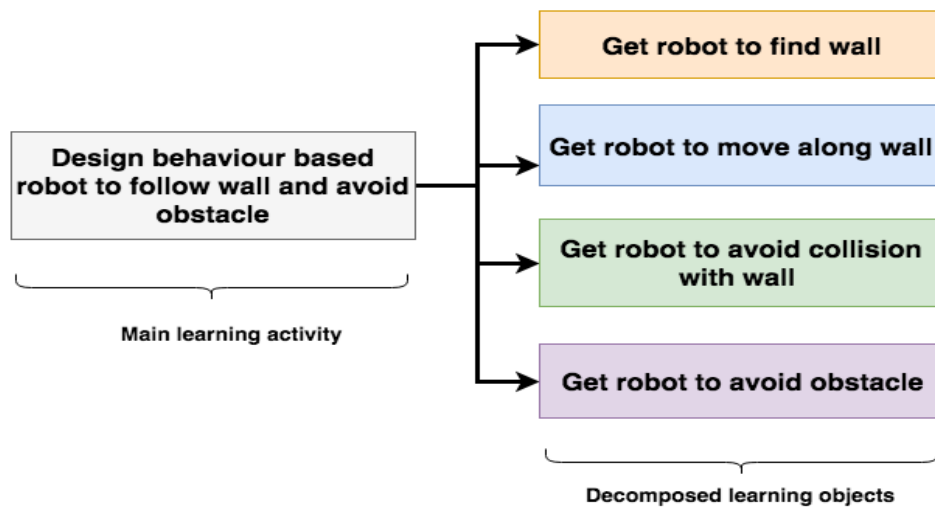 Design behaviour based
robot to follow wall and avoid
obstacle
Main learning activity
Get robot to find wall
Get robot to move along wall
Get robot to avoid collision
with wall
Get robot to avoid obstacle
Decomposed learning objects